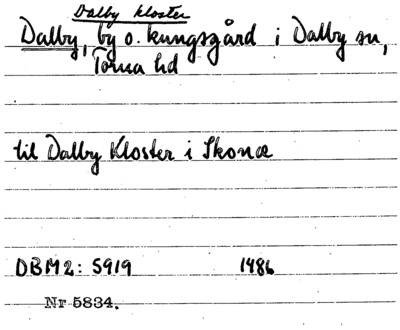 Dalby kloster
Dalby, by o. kungsgård i Dalby sn,
Torna hd
til Dalby Kloster i Skonæ
DBM2: 5919 1486
Nr 5834.